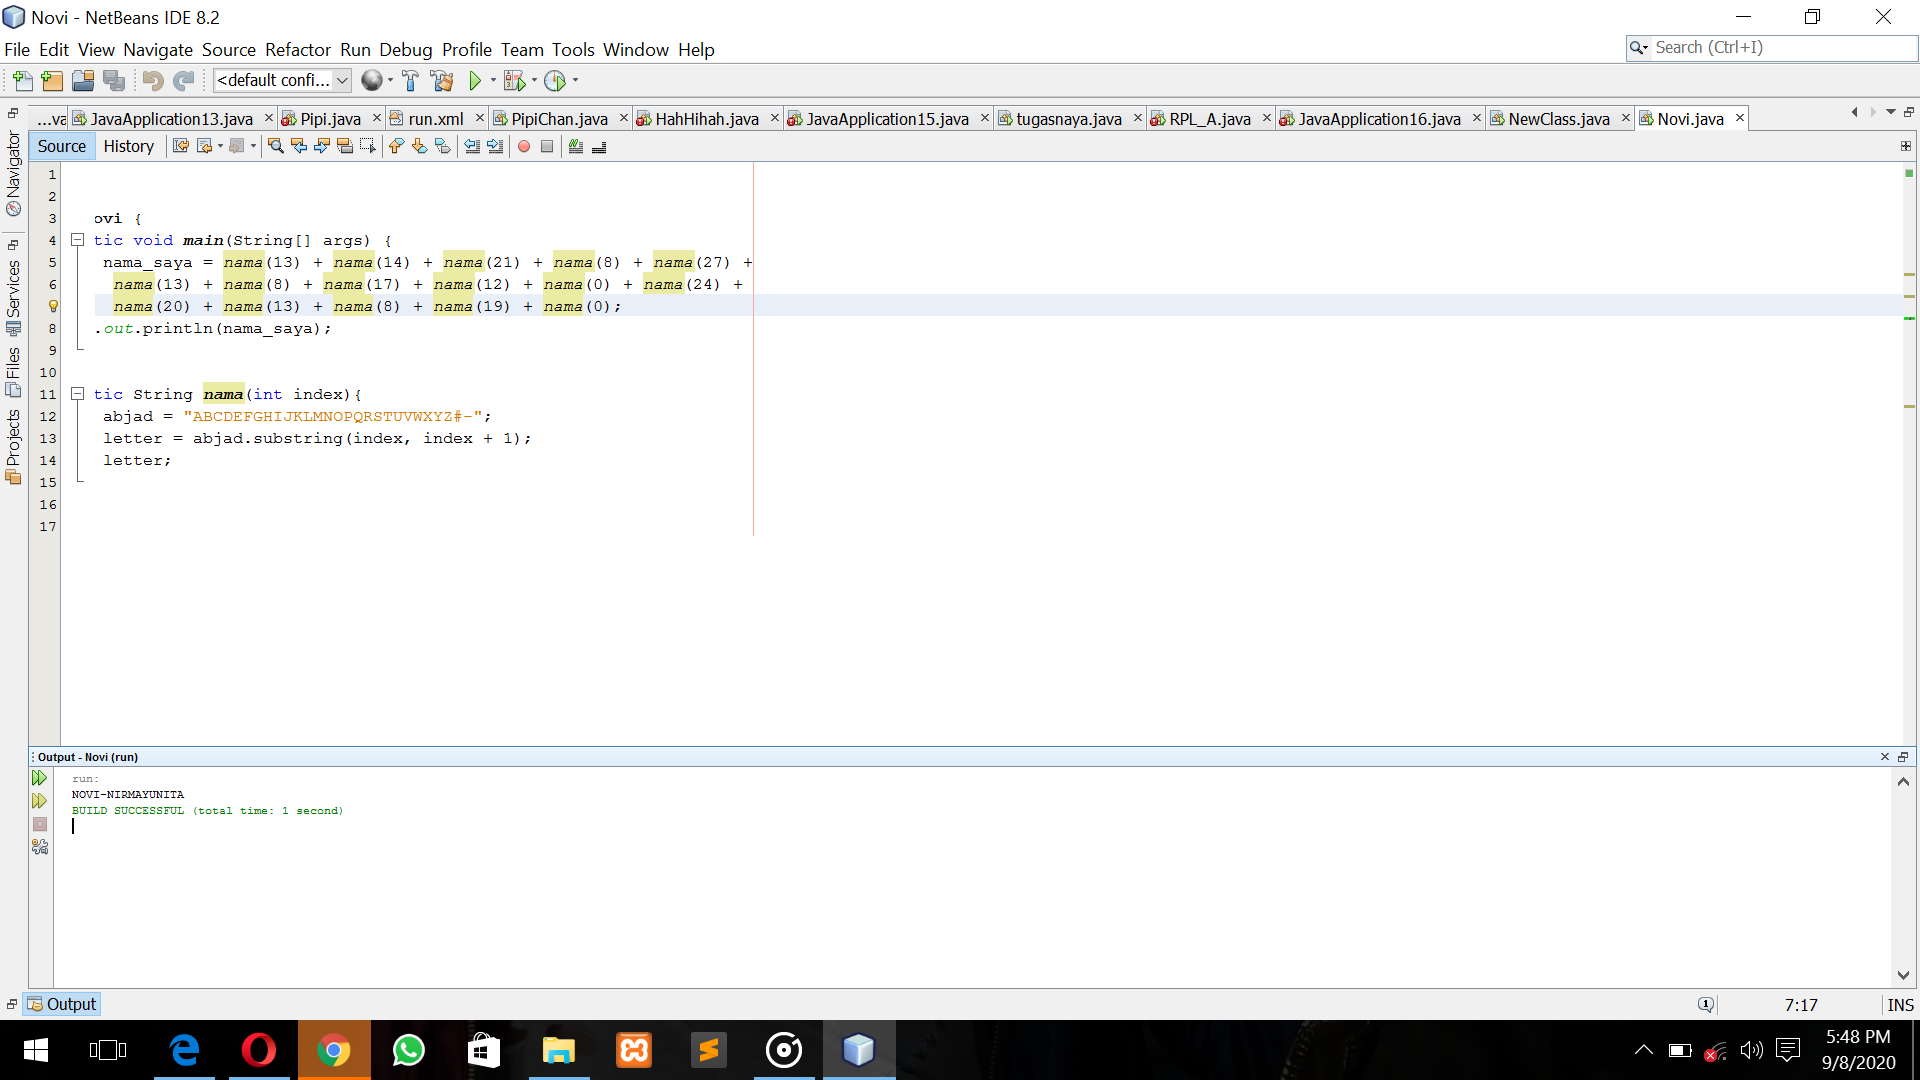 Novi - NetBeans IDE 8.2
File Edit View Navigate Source Refactor Run Debug Profile Team Tools Window Help
Search (Ctrl+I)
<default confi...
...va JavaApplication13.java Pipi.java run.xml PipiChan.java HahHihah.java JavaApplication15.java tugasnaya.java RPL_A.java JavaApplication16.java NewClass.java Novi.java
Source History
Navigator
Services
Files
Projects
1
2
3 ovi {
4 tic void main(String[] args) {
5 nama_saya = nama(13) + nama(14) + nama(21) + nama(8) + nama(27) +
6 nama(13) + nama(8) + nama(17) + nama(12) + nama(0) + nama(24) +
nama(20) + nama(13) + nama(8) + nama(19) + nama(0);
8 .out.println(nama_saya);
9
10
11 tic String nama(int index){
12 abjad = "ABCDEFGHIJKLMNOPQRSTUVWXYZ#-";
13 letter = abjad.substring(index, index + 1);
14 letter;
15
16
17
Output - Novi (run)
run:
NOVI-NIRMAYUNITA
BUILD SUCCESSFUL (total time: 1 second)
Output
1
7:17
INS
5:48 PM
9/8/2020